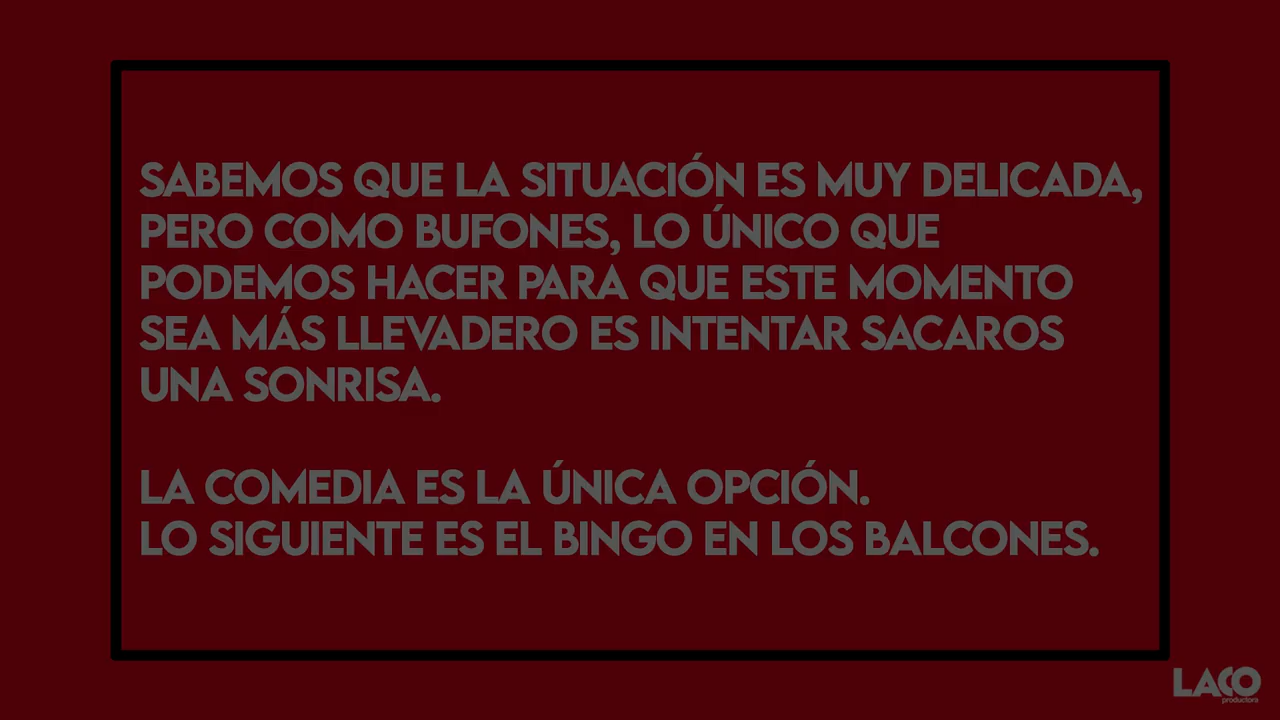 SABEMOS QUE LA SITUACIÓN ES MUY DELICADA,
PERO COMO BUFONES, LO ÚNICO QUE
PODEMOS HACER PARA QUE ESTE MOMENTO
SEA MÁS LLEVADERO ES INTENTAR SACAROS
UNA SONRISA.
LA COMEDIA ES LA ÚNICA OPCIÓN.
LO SIGUIENTE ES EL BINGO EN LOS BALCONES.
LACO
productora